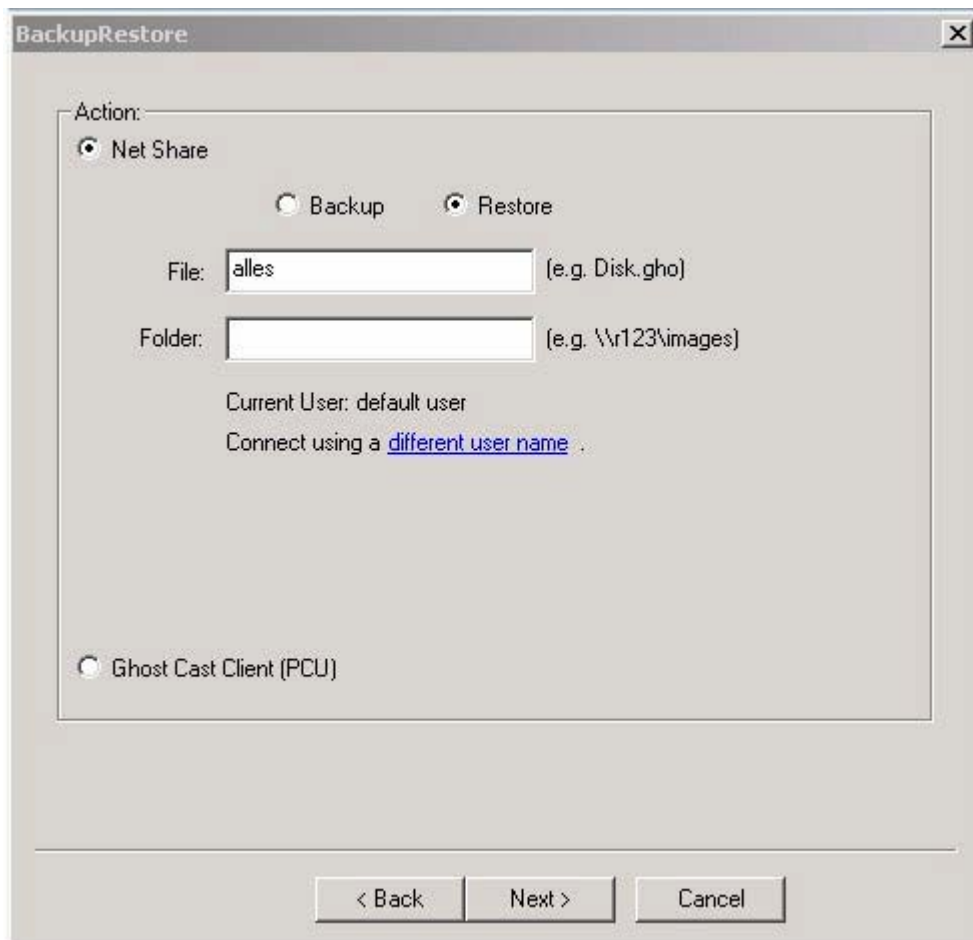 BackupRestore
Action:
Net Share
Backup Restore
File: alles (e.g. Disk.gho)
Folder: (e.g. \\r123\images)
Current User: default user
Connect using a different user name .
Ghost Cast Client (PCU)
< Back Next > Cancel